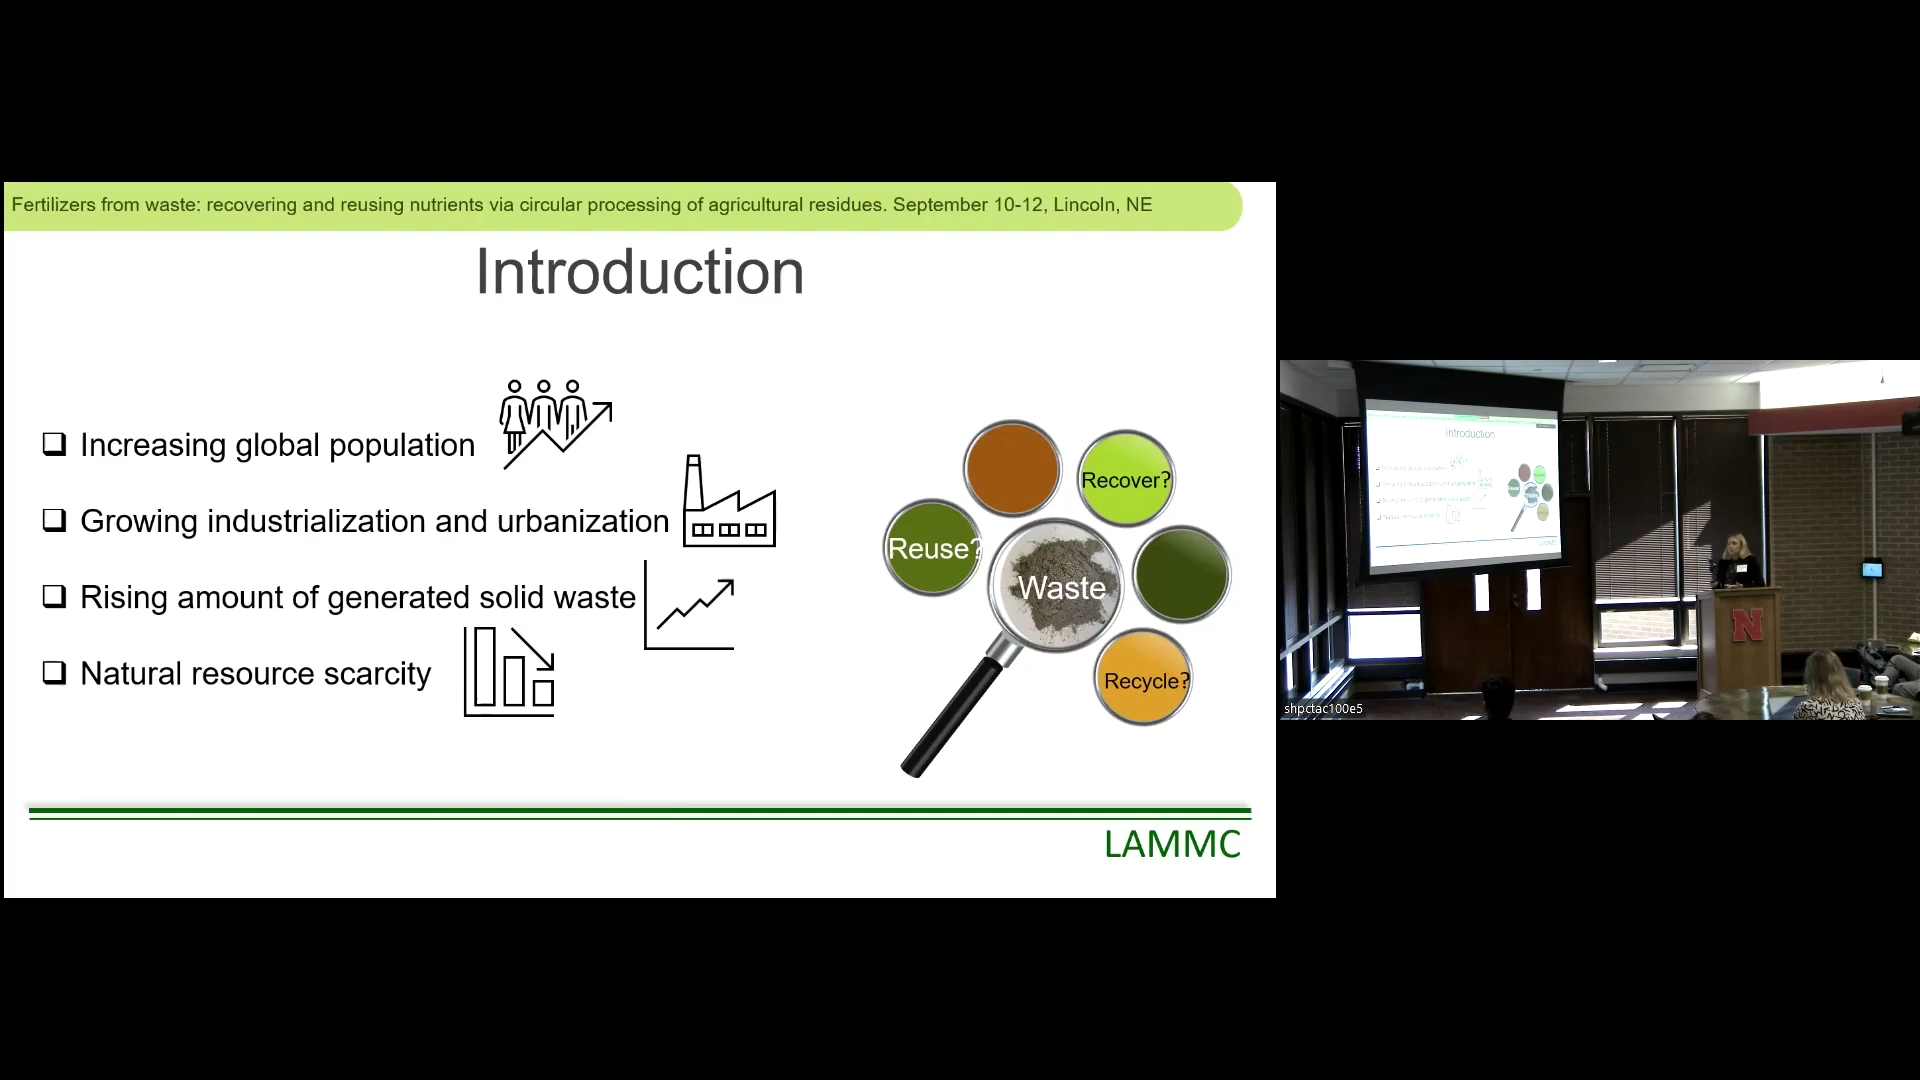 Fertilizers from waste: recovering and reusing nutrients via circular processing of agricultural residues. September 10-12, Lincoln, NE
Introduction
Increasing global population
Growing industrialization and urbanization
Rising amount of generated solid waste
Natural resource scarcity
Recover?
Reuse?
Waste
Recycle?
LAMMC
Introduction
N
shpctac100e5